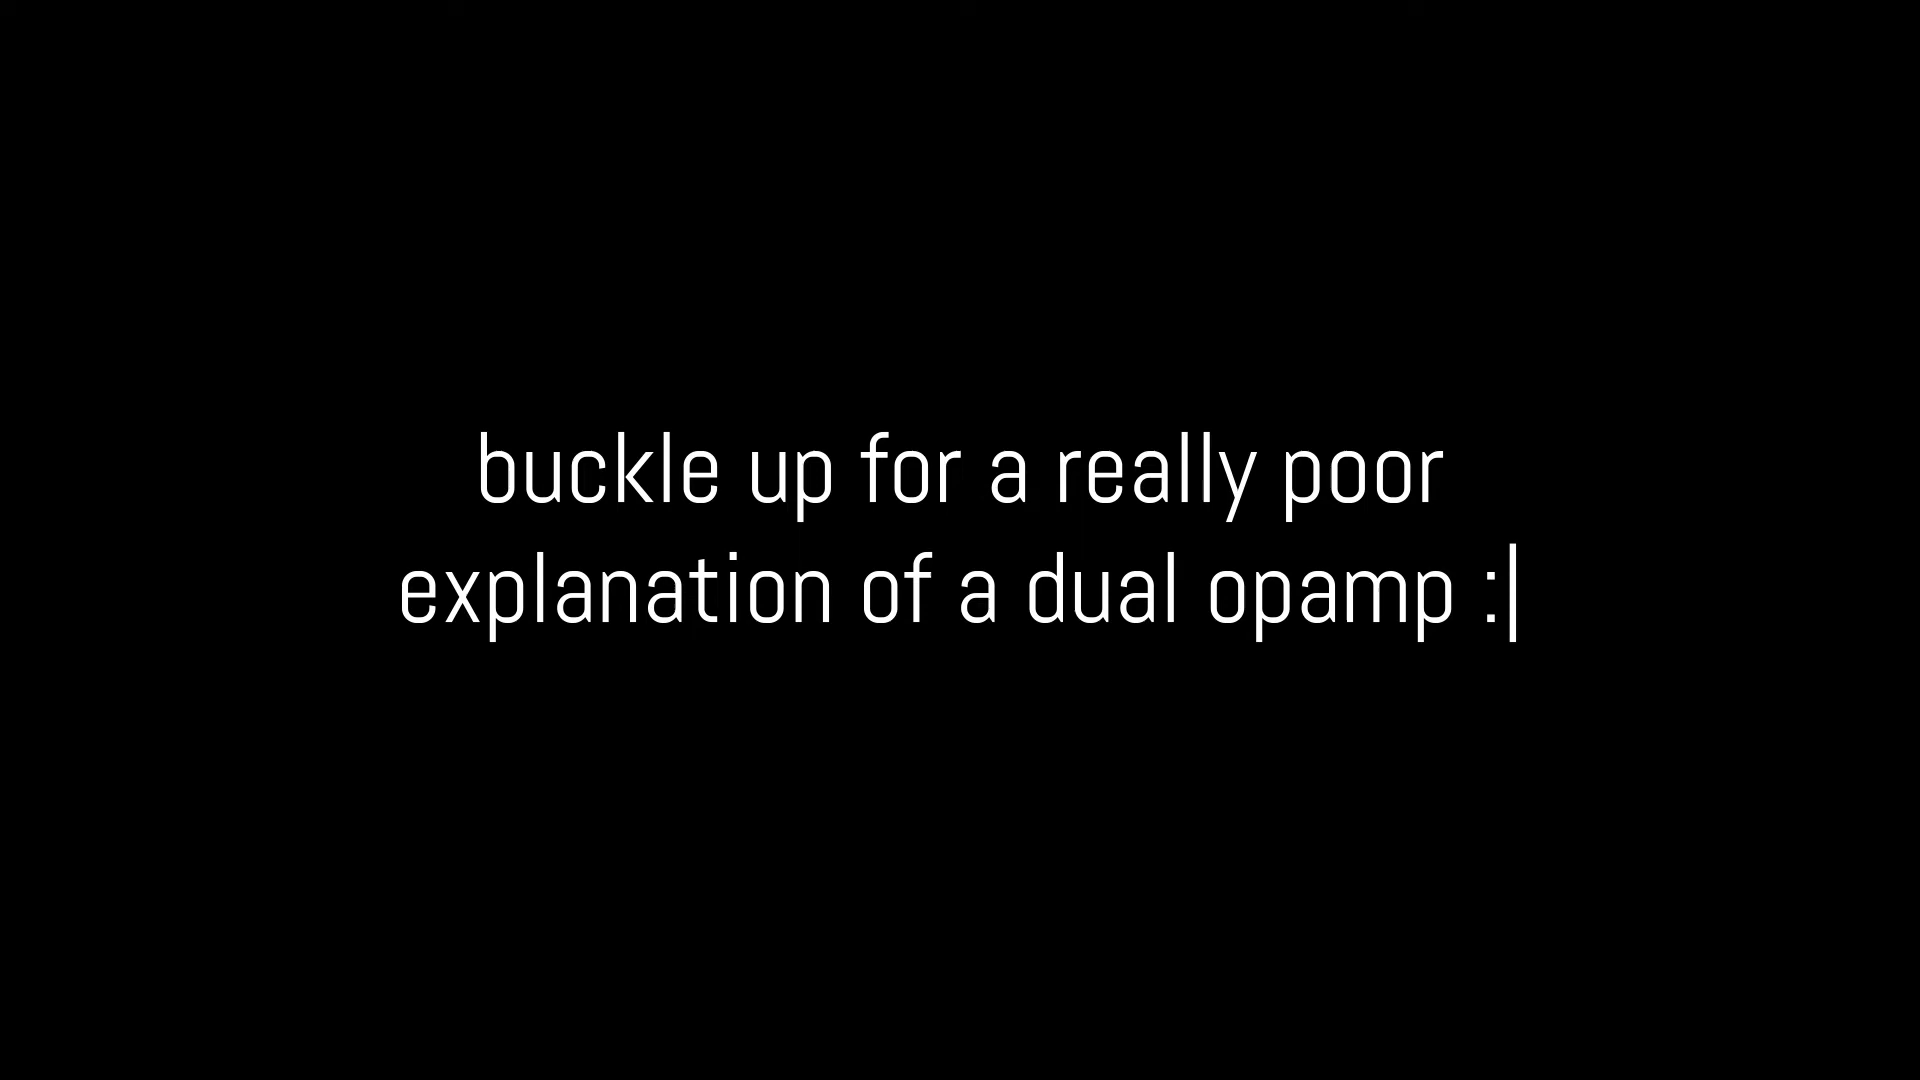 buckle up for a really poor
explanation of a dual opamp :|